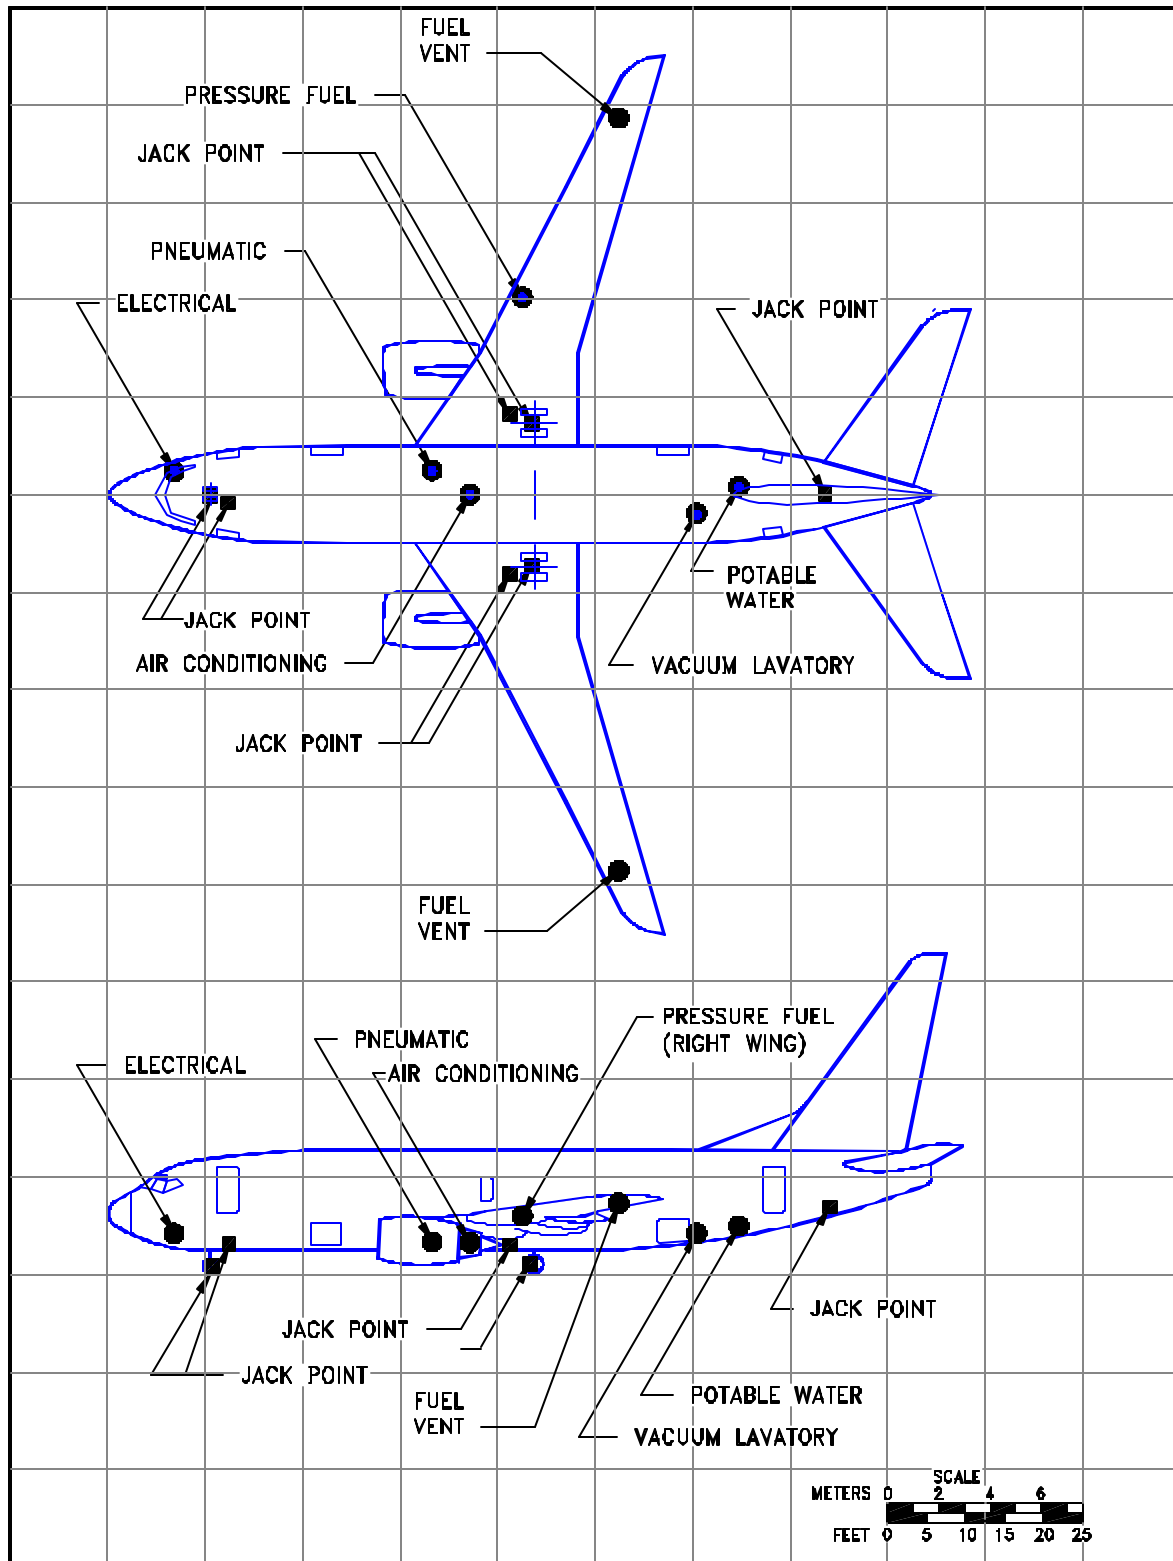 FUEL
VENT
PRESSURE FUEL
JACK POINT
PNEUMATIC
ELECTRICAL
JACK POINT
POTABLE
WATER
JACK POINT
AIR CONDITIONING
VACUUM LAVATORY
JACK POINT
FUEL
VENT
PRESSURE FUEL
(RIGHT WING)
PNEUMATIC
ELECTRICAL
AIR CONDITIONING
JACK POINT
JACK POINT
JACK POINT
FUEL
VENT
POTABLE WATER
VACUUM LAVATORY
SCALE
METERS 0 2 4 6
FEET 0 5 10 15 20 25